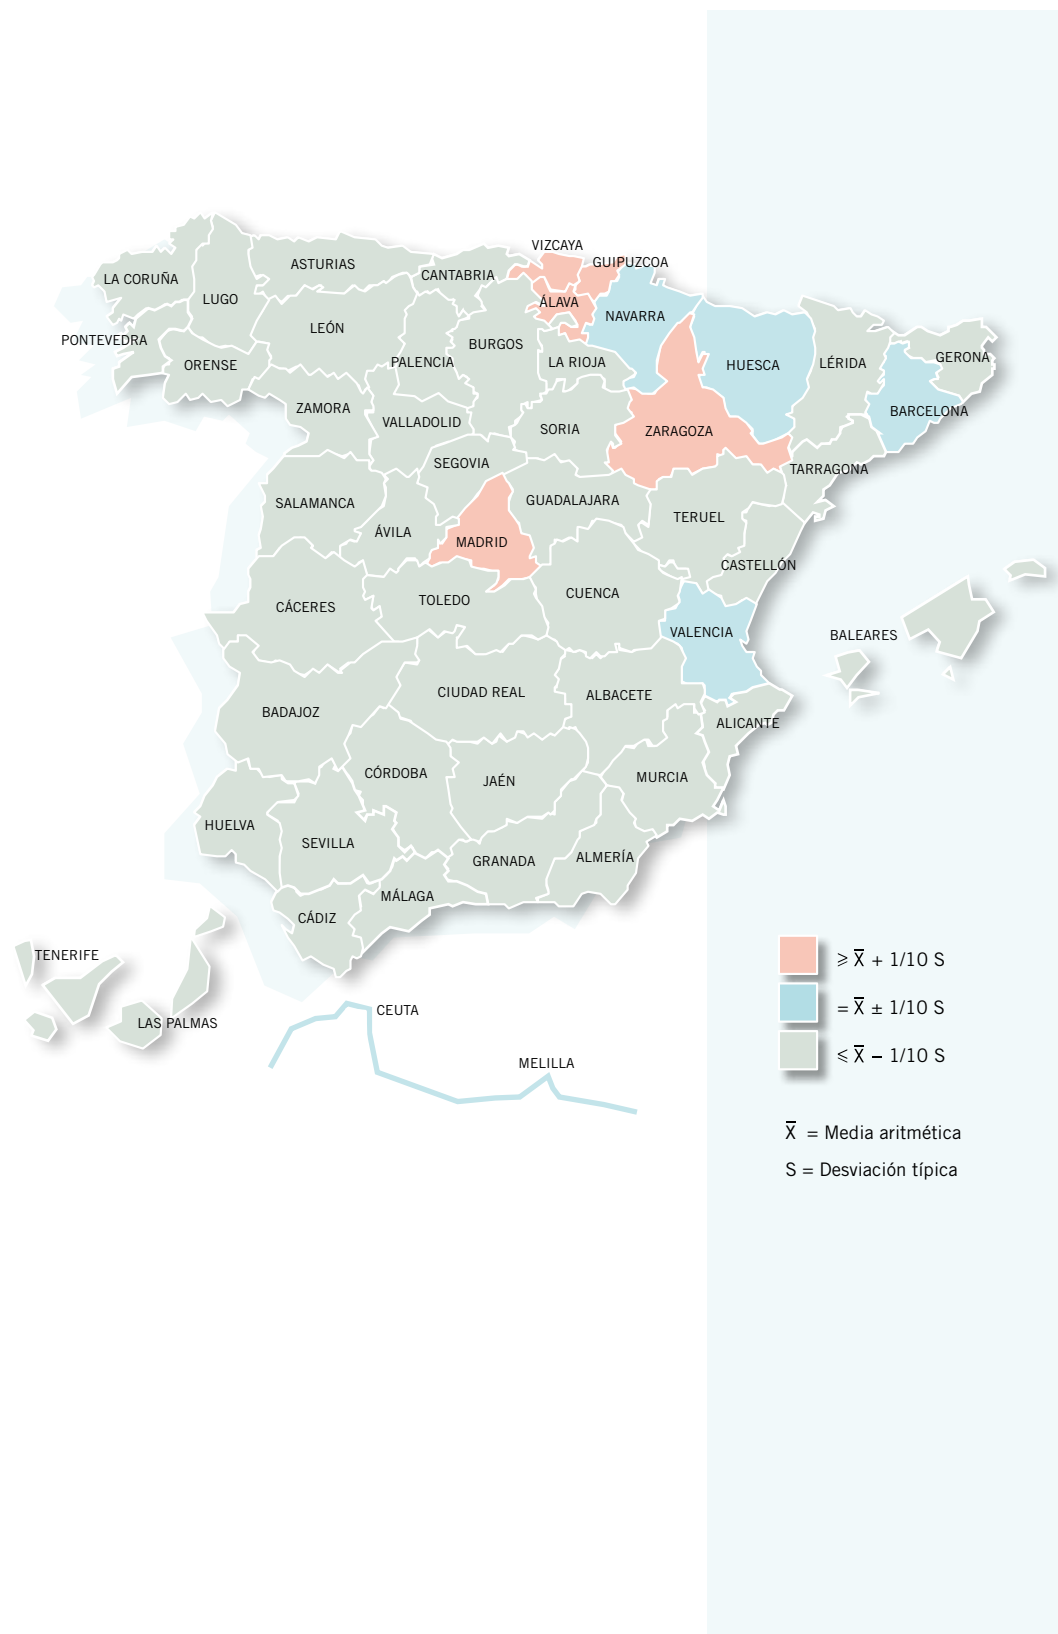 VIZCAYA
GUIPUZCOA
ASTURIAS
CANTABRIA
LA CORUÑA
LUGO
ÁLAVA
NAVARRA
LEÓN
PONTEVEDRA
BURGOS
GERONA
ORENSE
PALENCIA
LA RIOJA
HUESCA
LÉRIDA
ZAMORA
BARCELONA
VALLADOLID
SORIA
ZARAGOZA
SEGOVIA
TARRAGONA
SALAMANCA
GUADALAJARA
TERUEL
ÁVILA
MADRID
CASTELLÓN
CÁCERES
TOLEDO
CUENCA
VALENCIA
BALEARES
CIUDAD REAL
ALBACETE
BADAJOZ
ALICANTE
CÓRDOBA
JAÉN
MURCIA
HUELVA
SEVILLA
GRANADA
ALMERÍA
MÁLAGA
CÁDIZ
TENERIFE
LAS PALMAS
CEUTA
MELILLA
⩾ X̅ + 1/10 S
= X̅ ± 1/10 S
⩽ X̅ – 1/10 S
X̅ = Media aritmética
S = Desviación típica